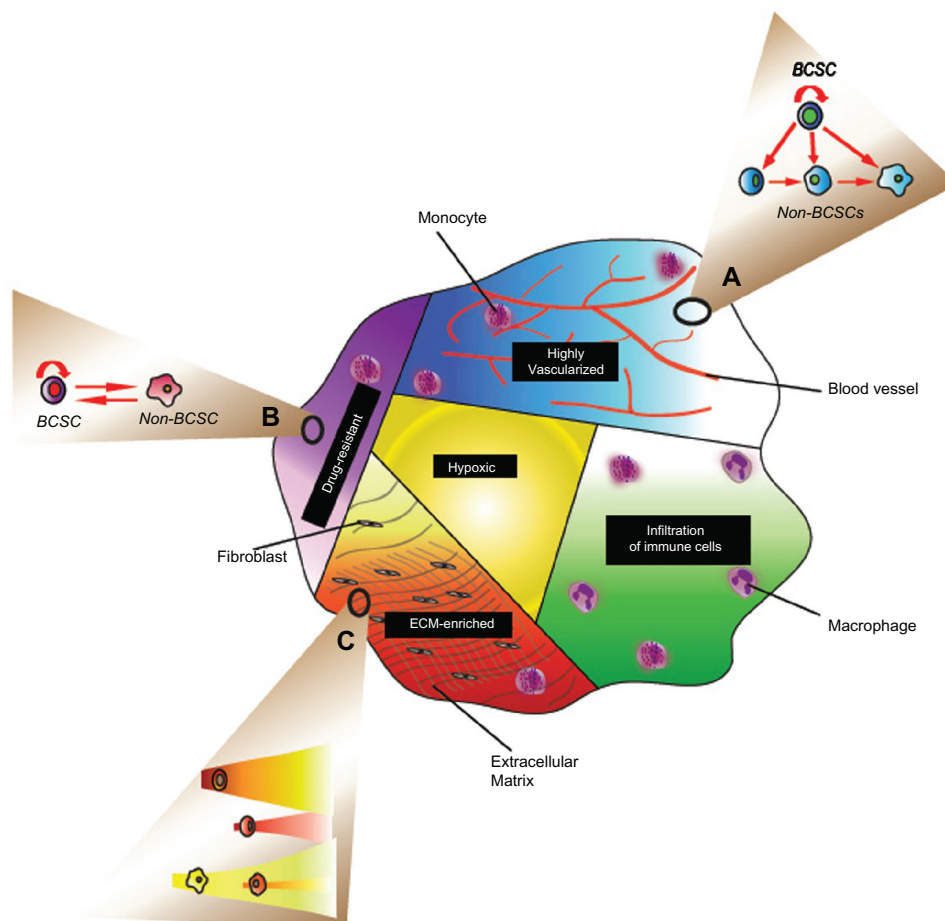 BCSC
Non-BCSCs
A
Monocyte
Highly
Vascularized
Blood vessel
BCSC
Non-BCSC
B
Drug-resistant
Hypoxic
Infiltration
of immune cells
Fibroblast
ECM-enriched
Macrophage
C
Extracellular
Matrix